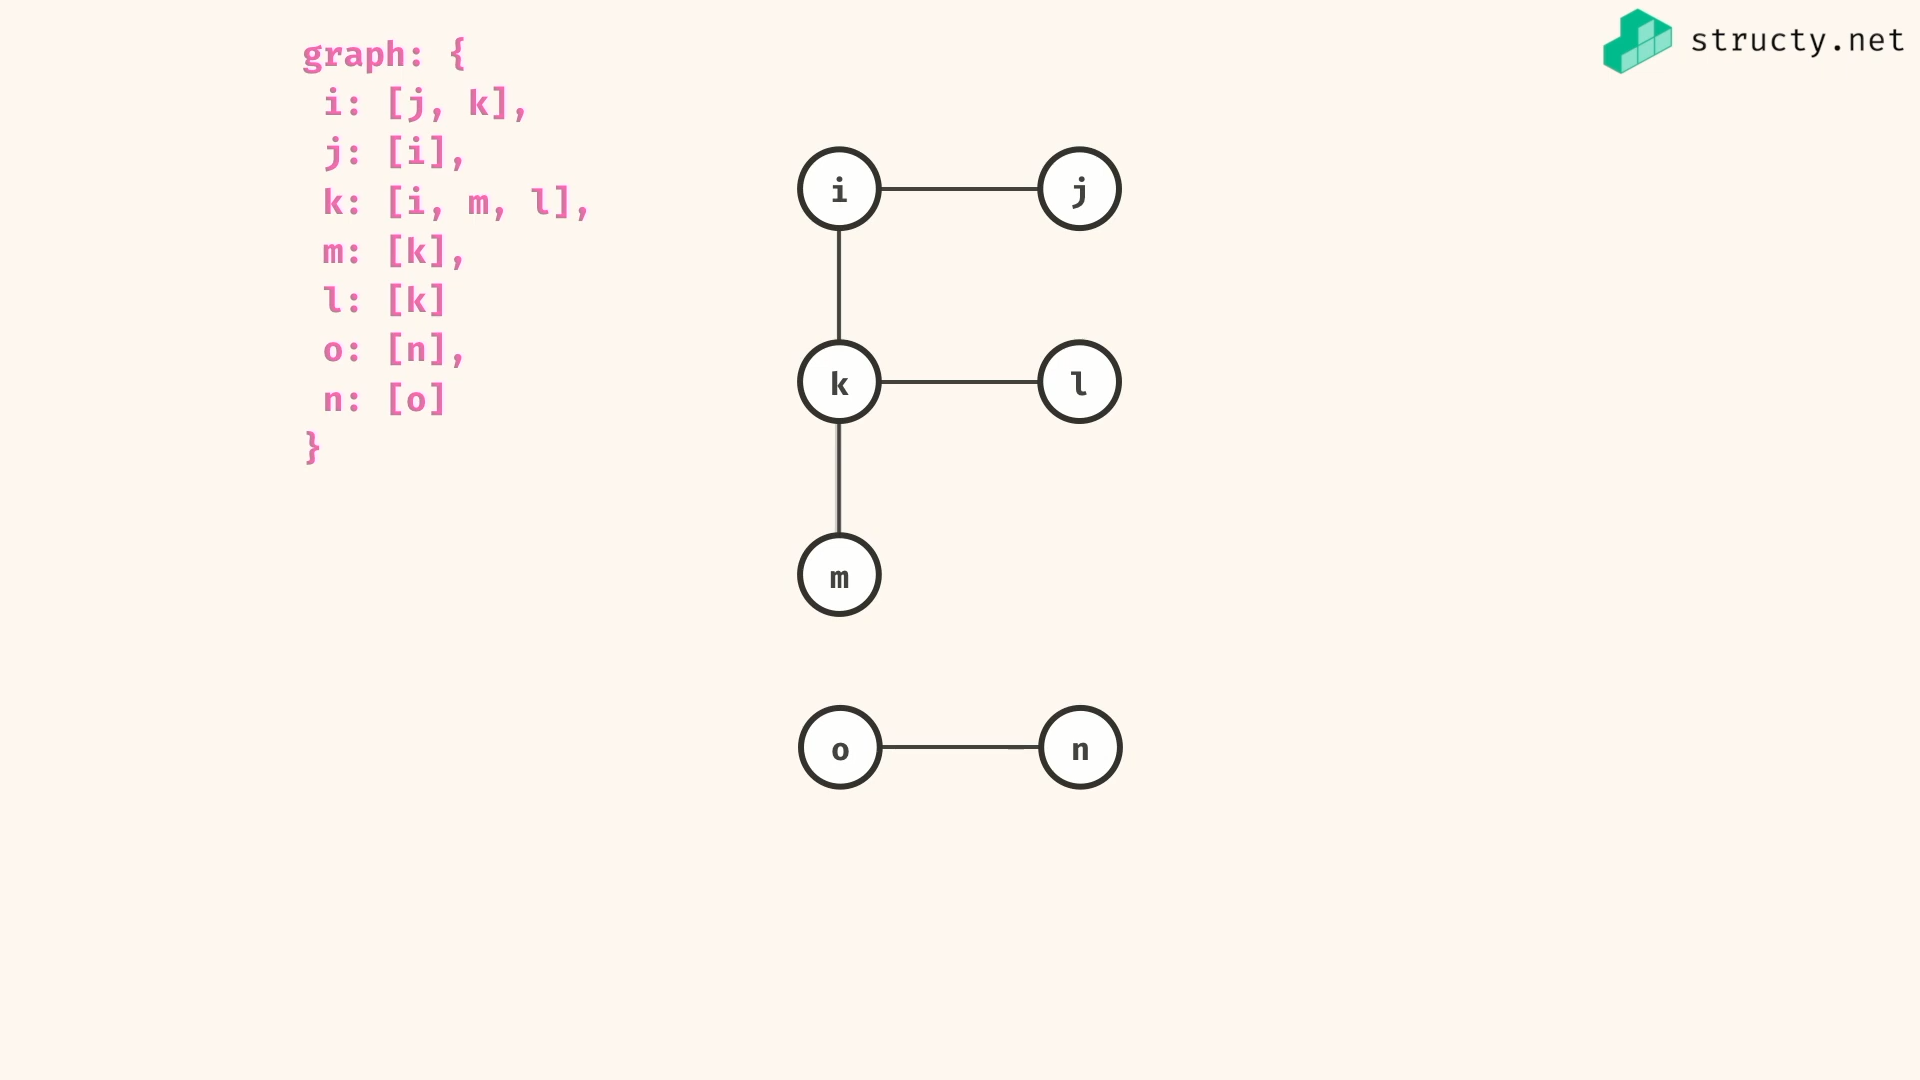 structy.net
graph: {
i: [j, k],
j: [i],
k: [i, m, l],
m: [k],
l: [k]
o: [n],
n: [o]
}
i
j
k
l
m
o
n